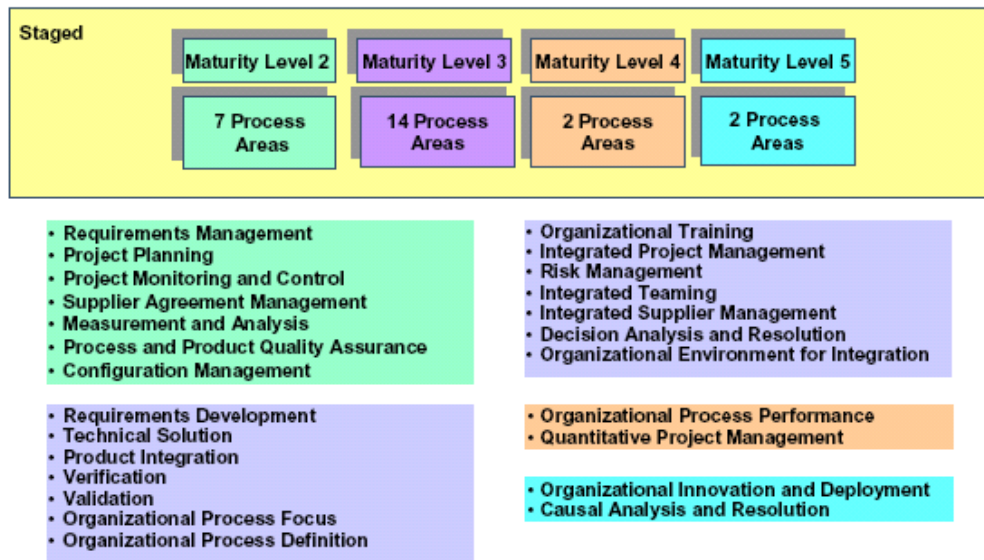 Staged
Maturity Level 2
Maturity Level 3
Maturity Level 4
Maturity Level 5
7 Process
Areas
14 Process
Areas
2 Process
Areas
2 Process
Areas
• Requirements Management
• Project Planning
• Project Monitoring and Control
• Supplier Agreement Management
• Measurement and Analysis
• Process and Product Quality Assurance
• Configuration Management
• Requirements Development
• Technical Solution
• Product Integration
• Verification
• Validation
• Organizational Process Focus
• Organizational Process Definition
• Organizational Training
• Integrated Project Management
• Risk Management
• Integrated Teaming
• Integrated Supplier Management
• Decision Analysis and Resolution
• Organizational Environment for Integration
• Organizational Process Performance
• Quantitative Project Management
• Organizational Innovation and Deployment
• Causal Analysis and Resolution